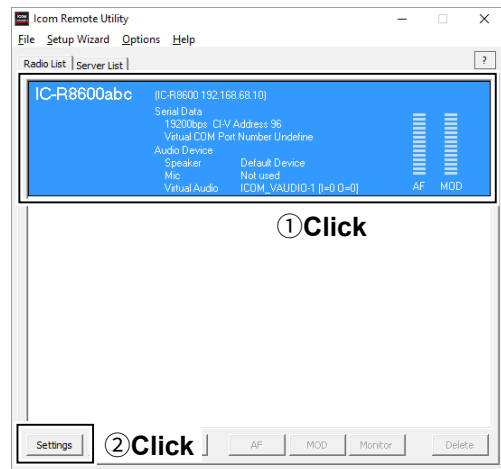 Icom Remote Utility
File Setup Wizard Options Help
Radio List Server List ?
IC-R8600abc (IC-R8600 192.168.68.10)
Serial Data
19200bps CI-V Address 96
Virtual COM Port Number Undefine
Audio Device
Speaker Default Device
Mic Not used
Virtual Audio ICOM_VAUDIO-1 [I=0 O=0] AF MOD
①Click
Settings ②Click AF MOD Monitor Delete